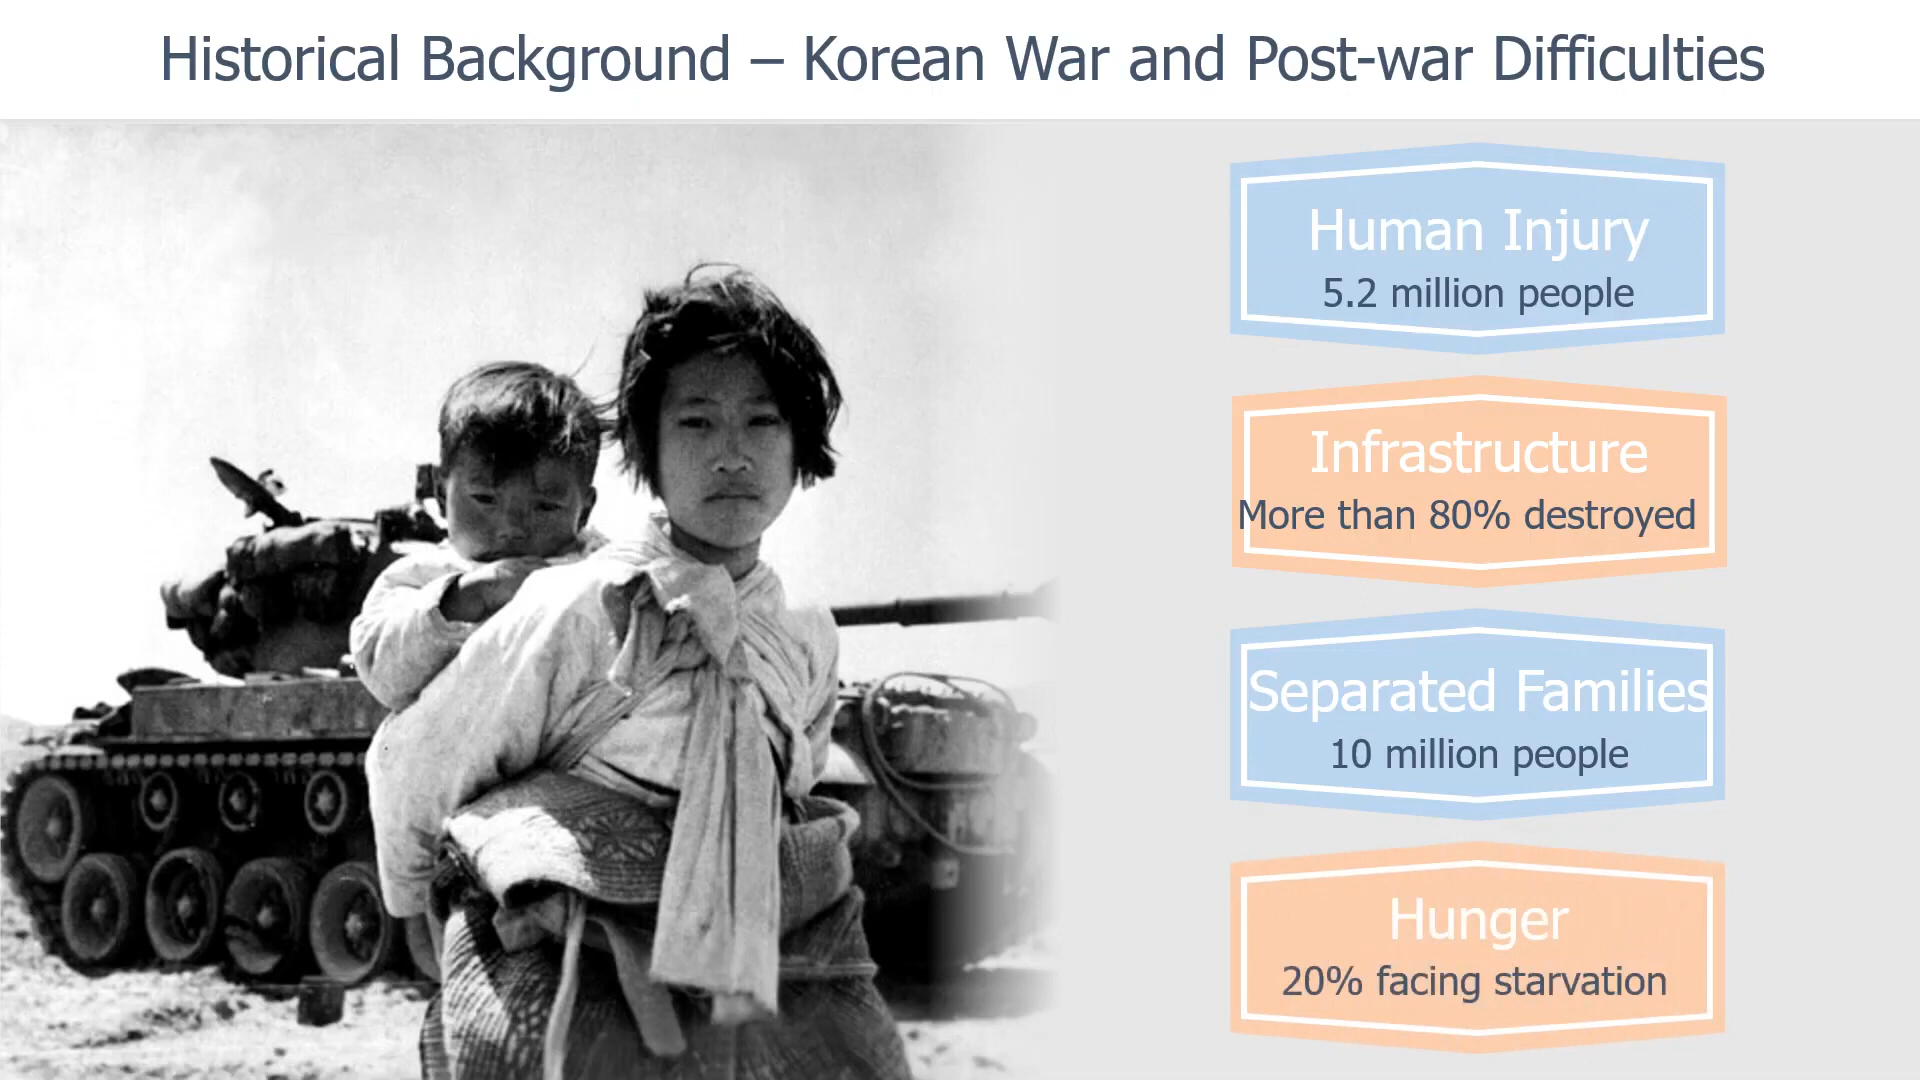 Historical Background – Korean War and Post-war Difficulties
Human Injury
5.2 million people
Infrastructure
More than 80% destroyed
Separated Families
10 million people
Hunger
20% facing starvation